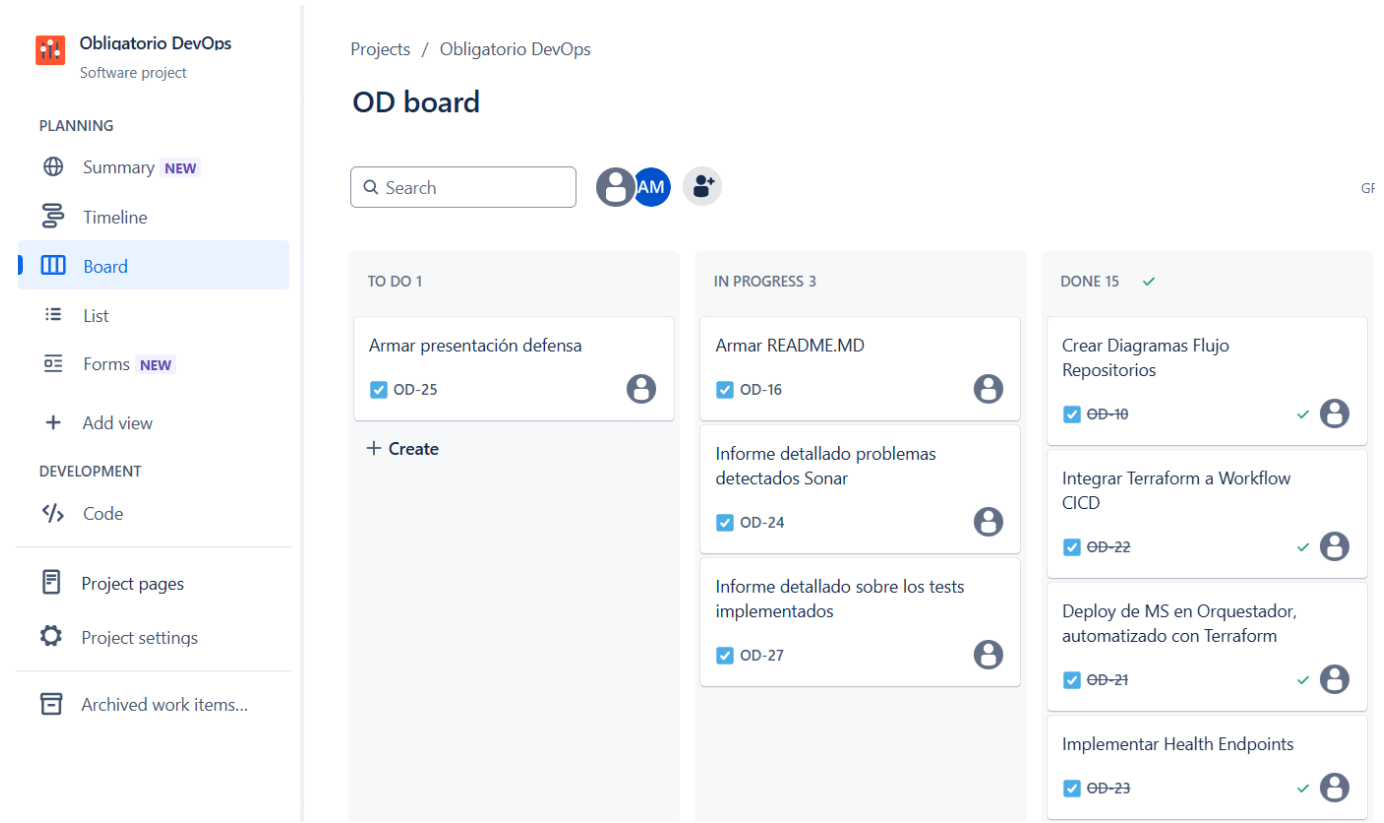 Obligatorio DevOps
Software project
PLANNING
Summary NEW
Timeline
Board
List
Forms NEW
Add view
DEVELOPMENT
Code
Project pages
Project settings
Archived work items...
Projects / Obligatorio DevOps
OD board
Search
AM
TO DO 1
Armar presentación defensa
OD-25
+ Create
IN PROGRESS 3
Armar README.MD
OD-16
Informe detallado problemas
detectados Sonar
OD-24
Informe detallado sobre los tests
implementados
OD-27
DONE 15
Crear Diagramas Flujo
Repositorios
OD-10
Integrar Terraform a Workflow
CICD
OD-22
Deploy de MS en Orquestador,
automatizado con Terraform
OD-21
Implementar Health Endpoints
OD-23